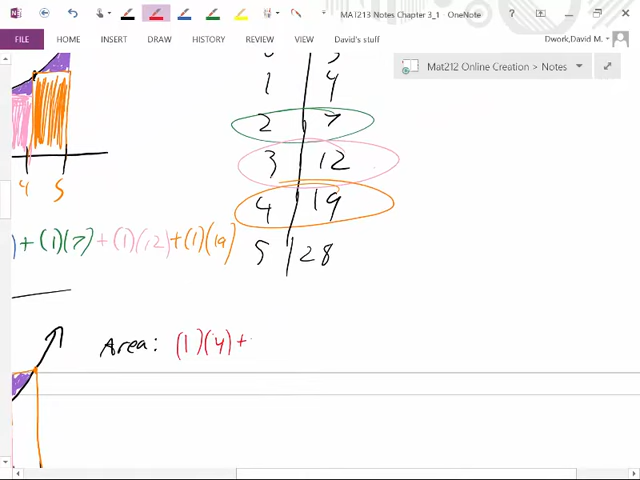 MAT213 Notes Chapter 3_1 - OneNote
FILE HOME INSERT DRAW HISTORY REVIEW VIEW David's stuff Dwork,David M.
Mat212 Online Creation > Notes
1 4
2 7
3 12
4 19
5 28
4 5
) + (1)(7) + (1)(12) + (1)(19)
Area: (1)(4) +